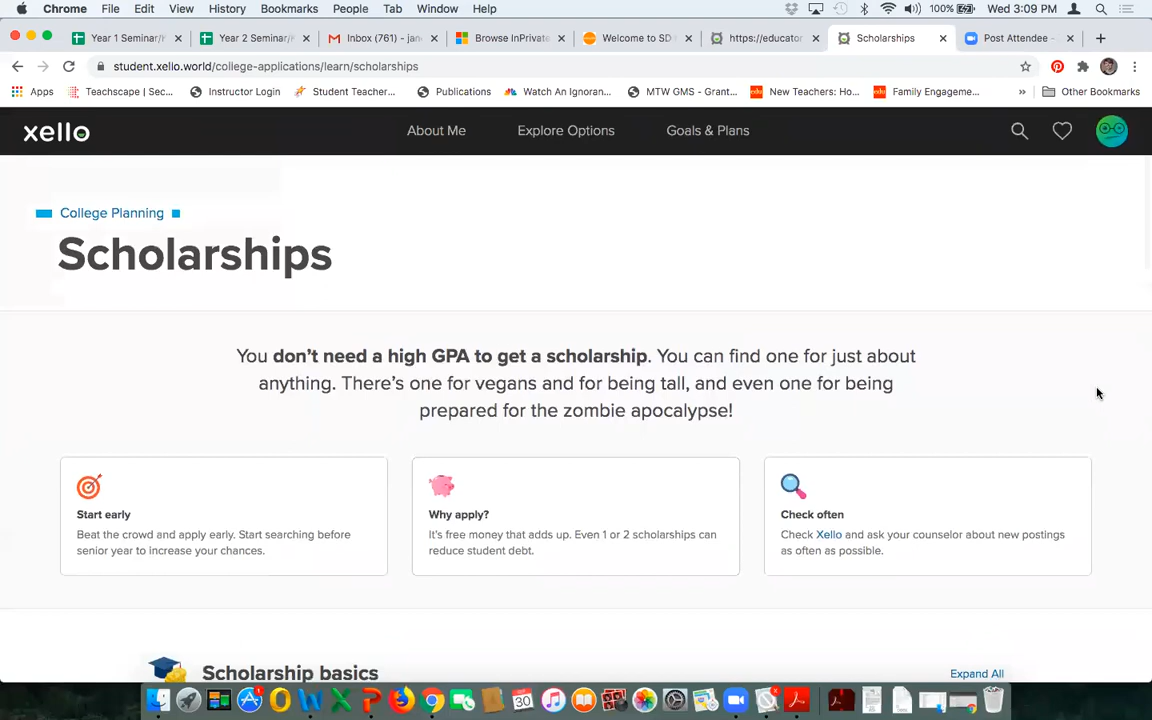 Chrome File Edit View History Bookmarks People Tab Window Help 100% Wed 3:09 PM
Year 1 Seminar/ Year 2 Seminar/ Inbox (761) - jan Browse InPrivate Welcome to SD https://educator Scholarships Post Attendee -
student.xello.world/college-applications/learn/scholarships
Apps Teachscape | Sec... Instructor Login Student Teacher... Publications Watch An Ignoran... MTW GMS - Grant... New Teachers: Ho... Family Engageme... » Other Bookmarks
xello About Me Explore Options Goals & Plans
College Planning
Scholarships
You don't need a high GPA to get a scholarship. You can find one for just about
anything. There's one for vegans and for being tall, and even one for being
prepared for the zombie apocalypse!
Start early
Beat the crowd and apply early. Start searching before
senior year to increase your chances.
Why apply?
It's free money that adds up. Even 1 or 2 scholarships can
reduce student debt.
Check often
Check Xello and ask your counselor about new postings
as often as possible.
Scholarship basics Expand All